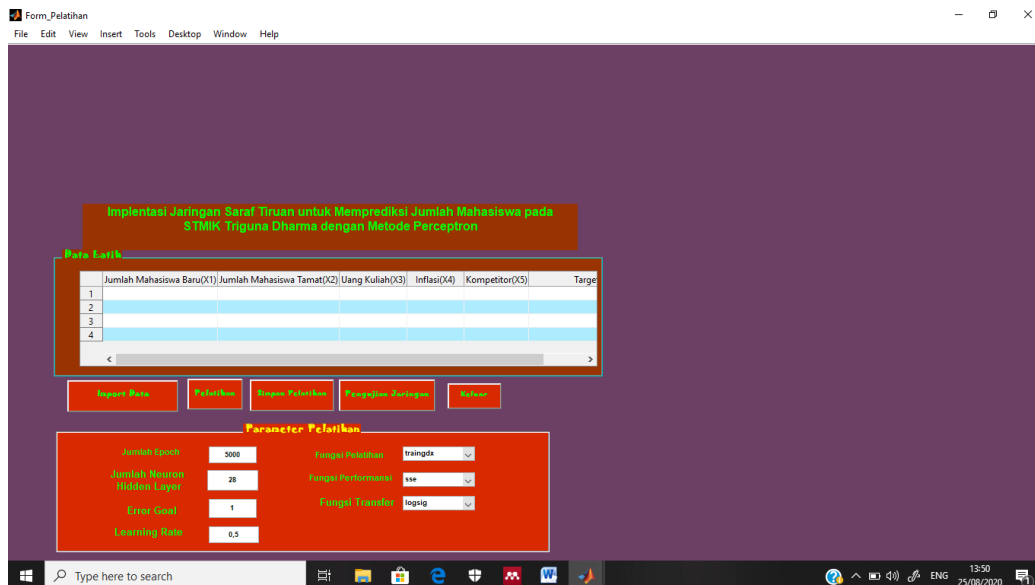 Form_Pelatihan
File Edit View Insert Tools Desktop Window Help
Implentasi Jaringan Saraf Tiruan untuk Memprediksi Jumlah Mahasiswa pada
STMIK Triguna Dharma dengan Metode Perceptron
Data Latih
Jumlah Mahasiswa Baru(X1) Jumlah Mahasiswa Tamat(X2) Uang Kuliah(X3) Inflasi(X4) Kompetitor(X5) Target
1
2
3
4
Import Data Pelatihan Simpan Pelatihan Pengujian Jaringan Keluar
Parameter Pelatihan
Jumlah Epoch 5000 Fungsi Pelatihan traingdx
Jumlah Neuron
Hidden Layer 28 Fungsi Performansi sse
Error Goal 1 Fungsi Transfer logsig
Learning Rate 0,5
Type here to search
W
ENG
13:50
25/08/2020